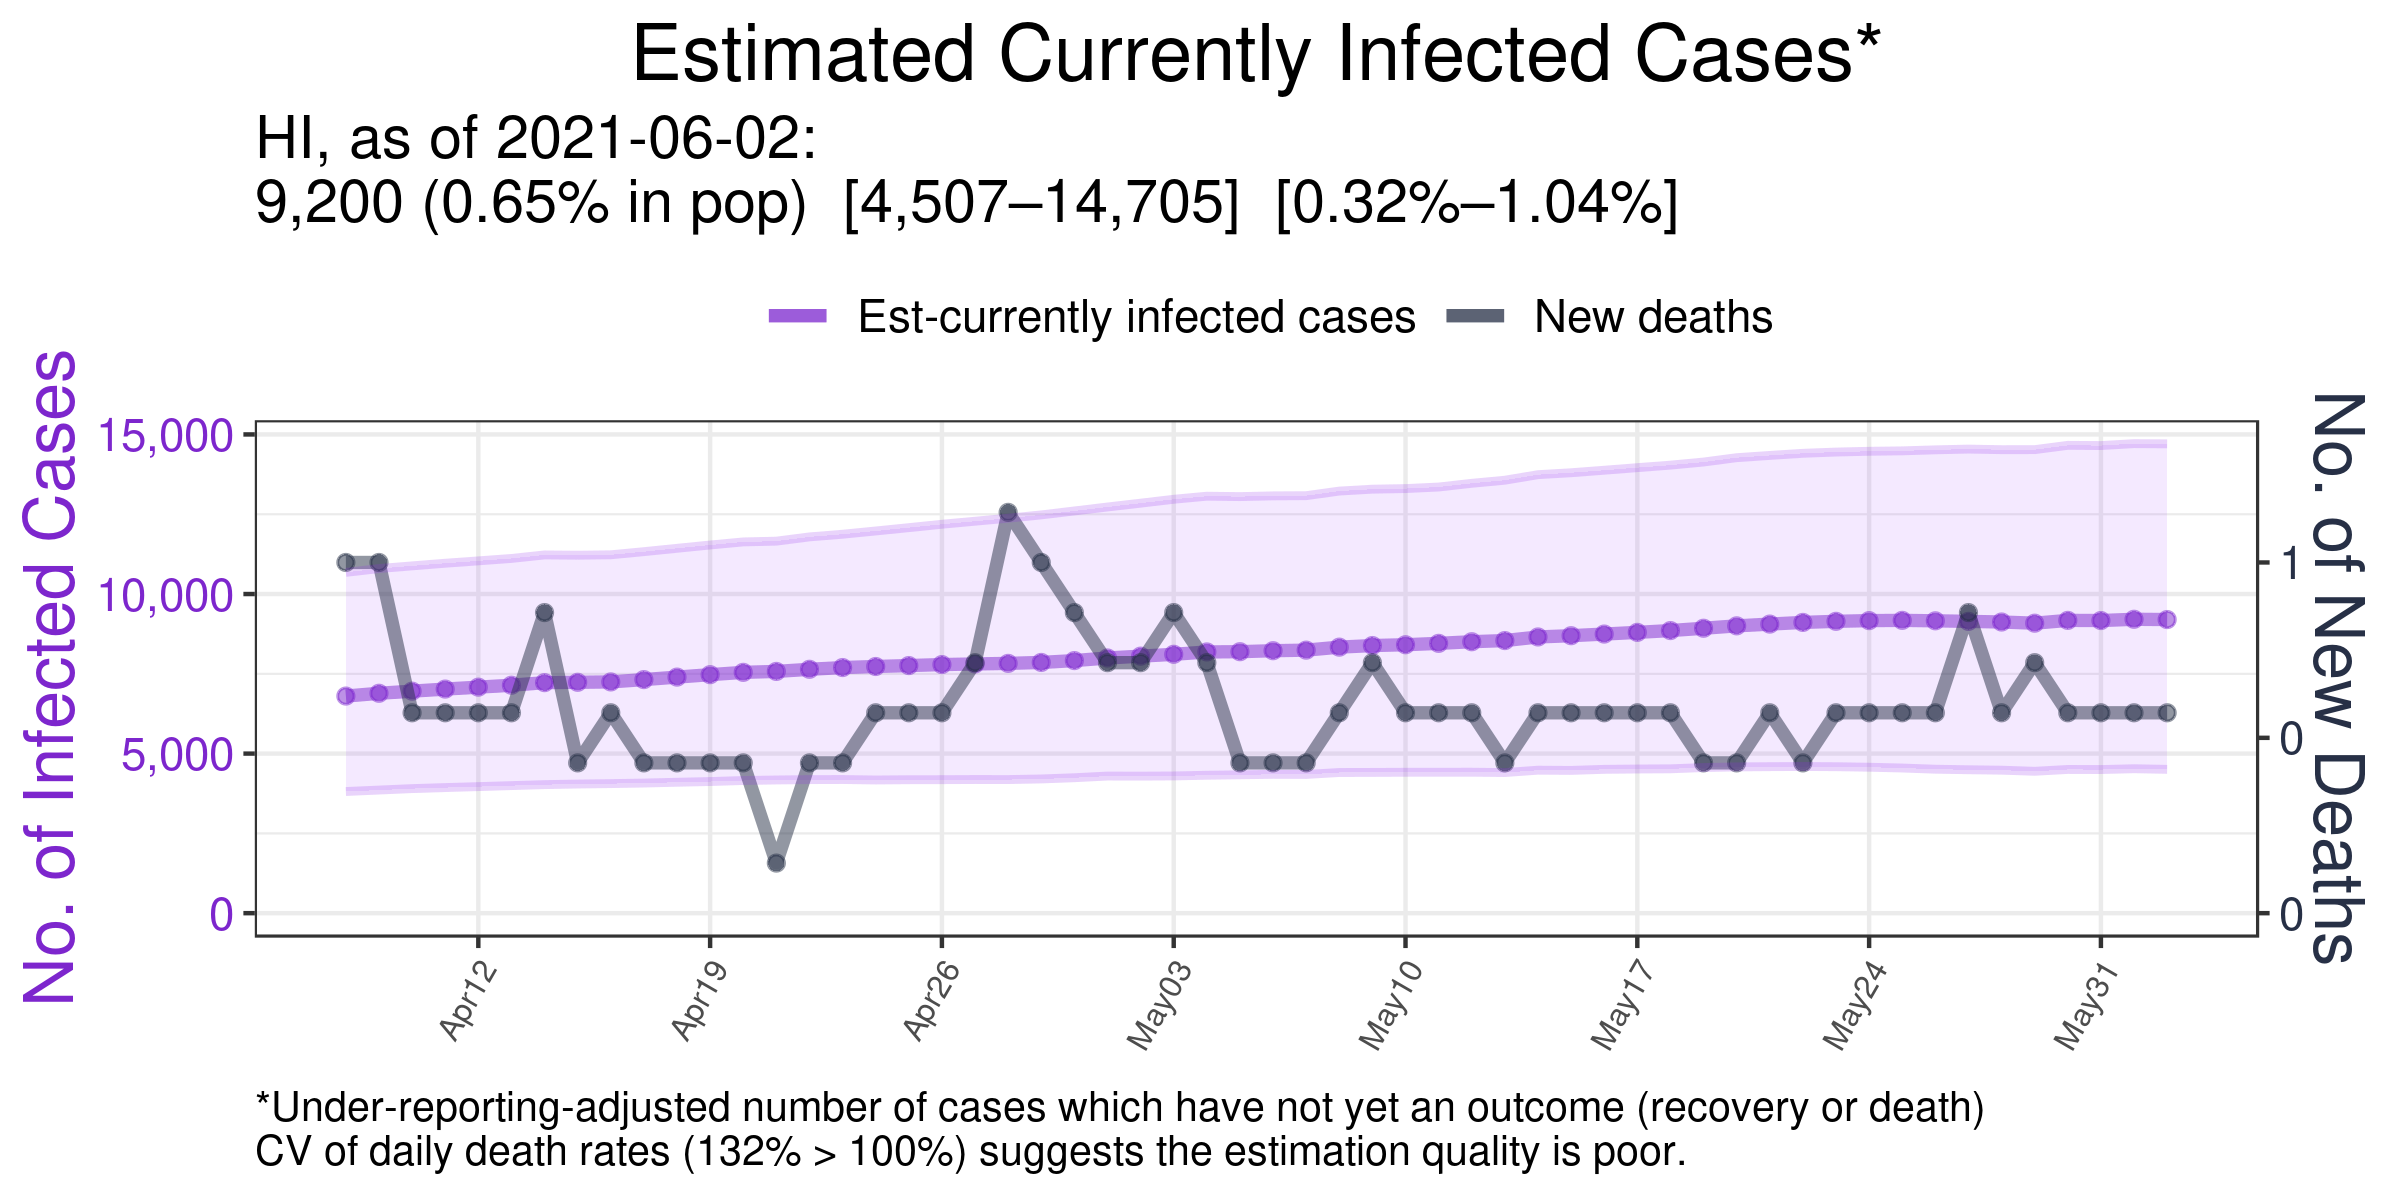 Estimated Currently Infected Cases*
HI, as of 2021-06-02:
9,200 (0.65% in pop)  [4,507–14,705]  [0.32%–1.04%]
Est-currently infected cases
New deaths
No. of Infected Cases
15,000
10,000
5,000
0
1
0
0
No. of New Deaths
Apr12
Apr19
Apr26
May03
May10
May17
May24
May31
*Under-reporting-adjusted number of cases which have not yet an outcome (recovery or death)
CV of daily death rates (132% > 100%) suggests the estimation quality is poor.